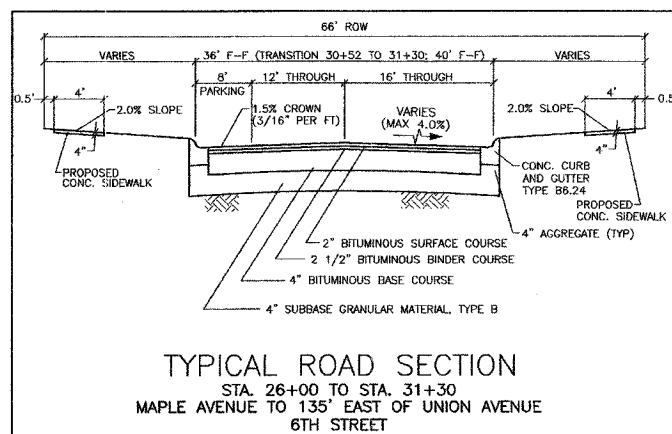 66' ROW
VARIES
36' F-F (TRANSITION 30+52 TO 31+30; 40' F-F)
VARIES
8'
PARKING
12' THROUGH
16' THROUGH
0.5'
4'
2.0% SLOPE
1.5% CROWN
(3/16" PER FT)
VARIES
(MAX 4.0%)
2.0% SLOPE
4'
0.5'
4"
4"
PROPOSED
CONC. SIDEWALK
CONC. CURB
AND GUTTER
TYPE B6.24
PROPOSED
CONC. SIDEWALK
4" AGGREGATE (TYP)
2" BITUMINOUS SURFACE COURSE
2 1/2" BITUMINOUS BINDER COURSE
4" BITUMINOUS BASE COURSE
4" SUBBASE GRANULAR MATERIAL, TYPE B
TYPICAL ROAD SECTION
STA. 26+00 TO STA. 31+30
MAPLE AVENUE TO 135' EAST OF UNION AVENUE
6TH STREET